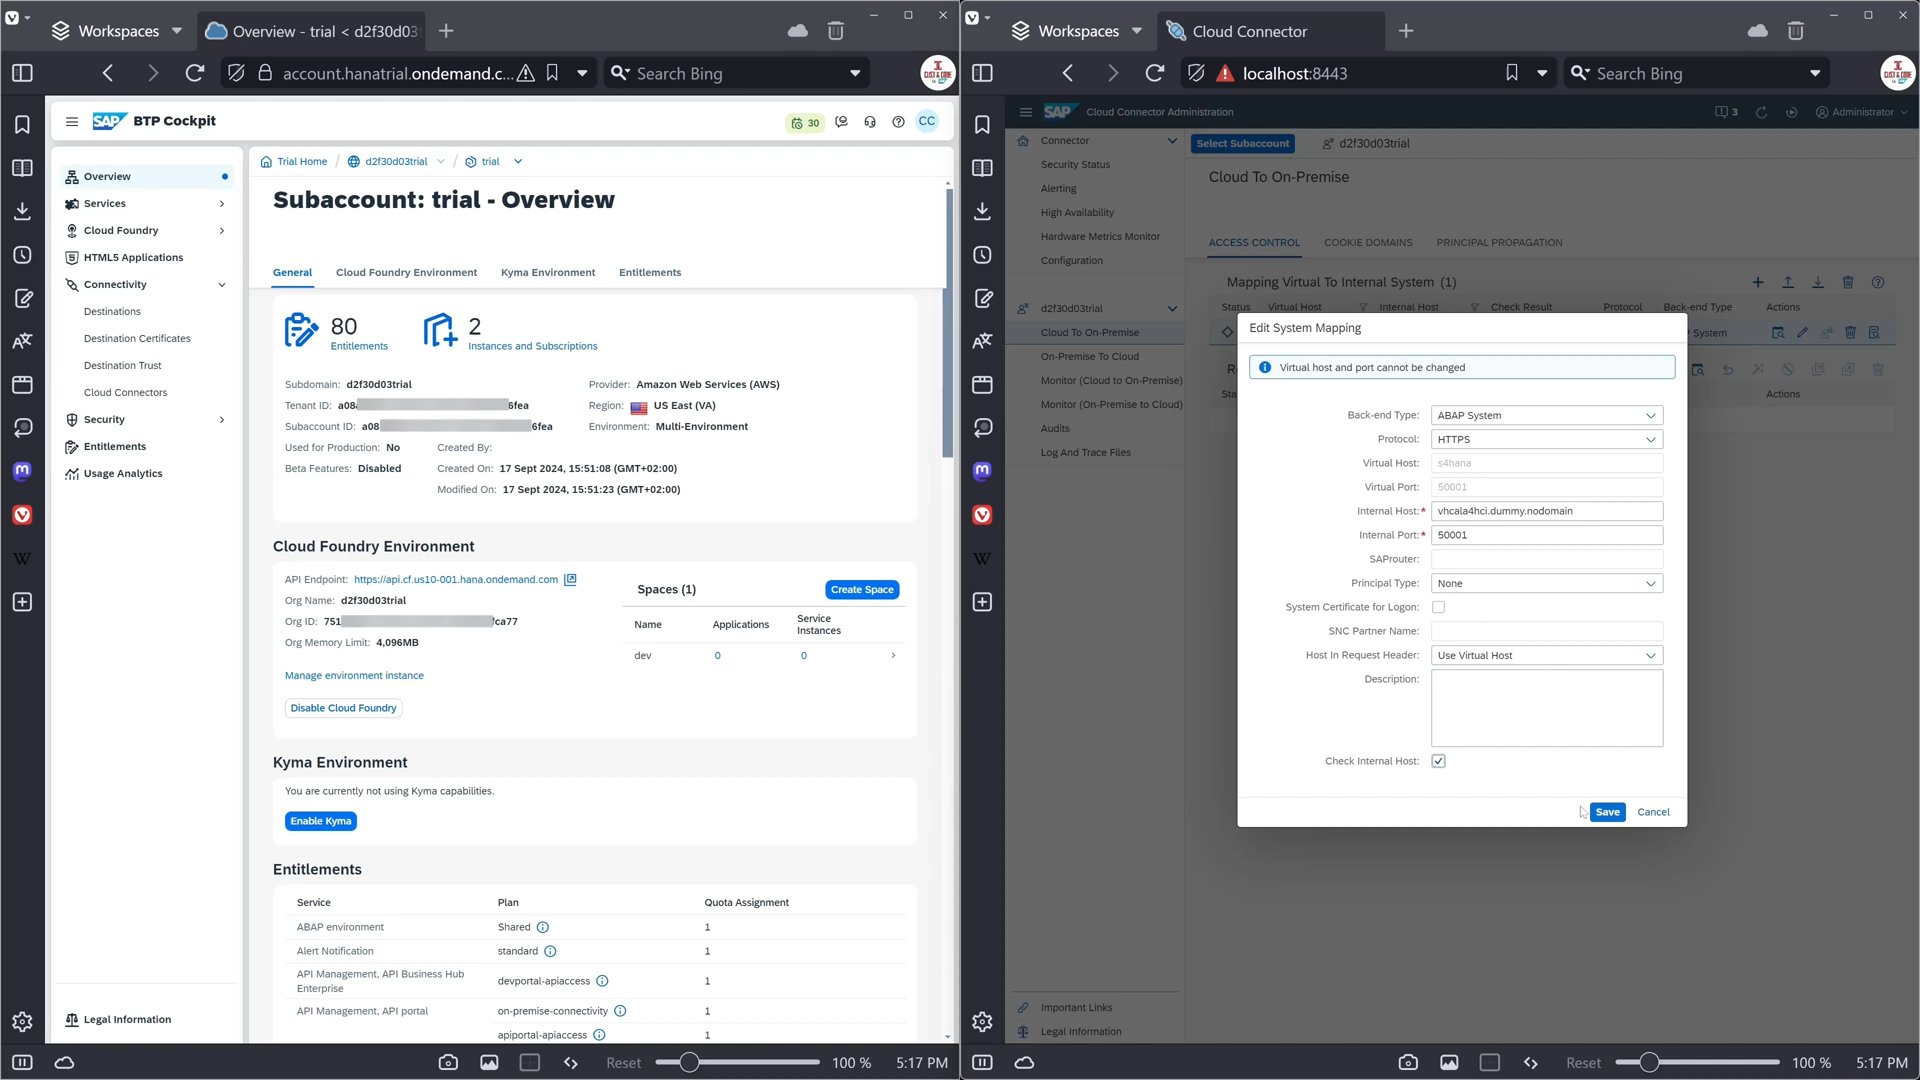 Workspaces
Overview - trial < d2f30d03
account.hanatrial.ondemand.c...
Search Bing
SAP BTP Cockpit
30
CC
Overview
Services
Cloud Foundry
HTML5 Applications
Connectivity
Destinations
Destination Certificates
Destination Trust
Cloud Connectors
Security
Entitlements
Usage Analytics
Legal Information
Trial Home / d2f30d03trial / trial
Subaccount: trial - Overview
General Cloud Foundry Environment Kyma Environment Entitlements
80 Entitlements
2 Instances and Subscriptions
Subdomain: d2f30d03trial
Tenant ID: a08 6fea
Subaccount ID: a08 6fea
Used for Production: No
Beta Features: Disabled
Provider: Amazon Web Services (AWS)
Region: US East (VA)
Environment: Multi-Environment
Created By:
Created On: 17 Sept 2024, 15:51:08 (GMT+02:00)
Modified On: 17 Sept 2024, 15:51:23 (GMT+02:00)
Cloud Foundry Environment
API Endpoint: https://api.cf.us10-001.hana.ondemand.com
Org Name: d2f30d03trial
Org ID: 751 ca77
Org Memory Limit: 4,096MB
Manage environment instance
Disable Cloud Foundry
Spaces (1) Create Space
Name Applications Service Instances
dev 0 0
Kyma Environment
You are currently not using Kyma capabilities.
Enable Kyma
Entitlements
Service Plan Quota Assignment
ABAP environment Shared 1
Alert Notification standard 1
API Management, API Business Hub Enterprise devportal-apiaccess 1
API Management, API portal on-premise-connectivity 1
apiportal-apiaccess 1
Reset 100 % 5:17 PM
Workspaces
Cloud Connector
localhost:8443
Search Bing
SAP Cloud Connector Administration
3
Administrator
Connector
Security Status
Alerting
High Availability
Hardware Metrics Monitor
Configuration
d2f30d03trial
Cloud To On-Premise
On-Premise To Cloud
Monitor (Cloud to On-Premise)
Monitor (On-Premise to Cloud)
Audits
Log And Trace Files
Important Links
Legal Information
Select Subaccount d2f30d03trial
Cloud To On-Premise
ACCESS CONTROL COOKIE DOMAINS PRINCIPAL PROPAGATION
Mapping Virtual To Internal System (1)
Status Virtual Host Internal Host Check Result Protocol Back-end Type Actions
System
Actions
Edit System Mapping
Virtual host and port cannot be changed
Back-end Type: ABAP System
Protocol: HTTPS
Virtual Host: s4hana
Virtual Port: 50001
Internal Host:* vhcala4hci.dummy.nodomain
Internal Port:* 50001
SAProuter:
Principal Type: None
System Certificate for Logon:
SNC Partner Name:
Host In Request Header: Use Virtual Host
Description:
Check Internal Host:
Save Cancel
Reset 100 % 5:17 PM